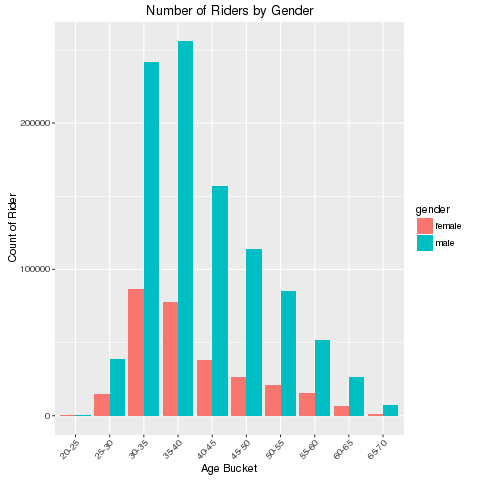 Number of Riders by Gender
Count of Rider
200000
100000
0
20-25
25-30
30-35
35-40
40-45
45-50
50-55
55-60
60-65
65-70
Age Bucket
gender
female
male